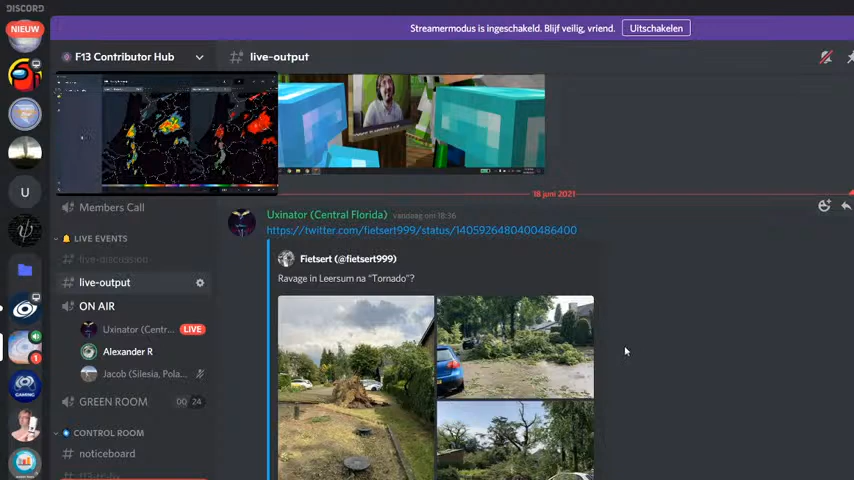 DISCORD
NIEUW
Streamermodus is ingeschakeld. Blijf veilig, vriend.
Uitschakelen
F13 Contributor Hub
live-output
18 juni 2021
Members Call
LIVE EVENTS
live-discussion
live-output
ON AIR
Uxinator (Centr...
LIVE
Alexander R
Jacob (Silesia, Pola...
GREEN ROOM
00 24
CONTROL ROOM
noticeboard
U
1
GAMING
Uxinator (Central Florida) vandaag om 18:36
https://twitter.com/fietsert999/status/1405926480400486400
Fietsert (@fietsert999)
Ravage in Leersum na “Tornado”?